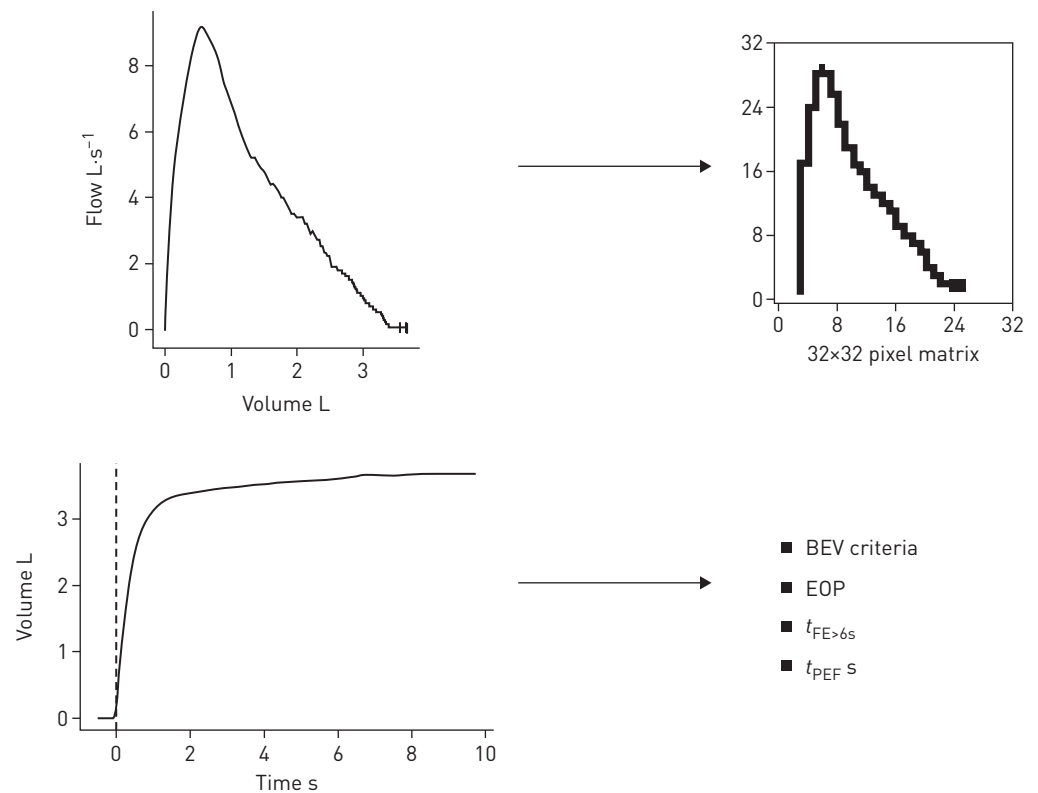 Flow L·s⁻¹
8
6
4
2
0
0 1 2 3
Volume L
32
24
16
8
0
0 8 16 24 32
32×32 pixel matrix
Volume L
3
2
1
0
0 2 4 6 8 10
Time s
■ BEV criteria
■ EOP
■ tFE>6s
■ tPEF s